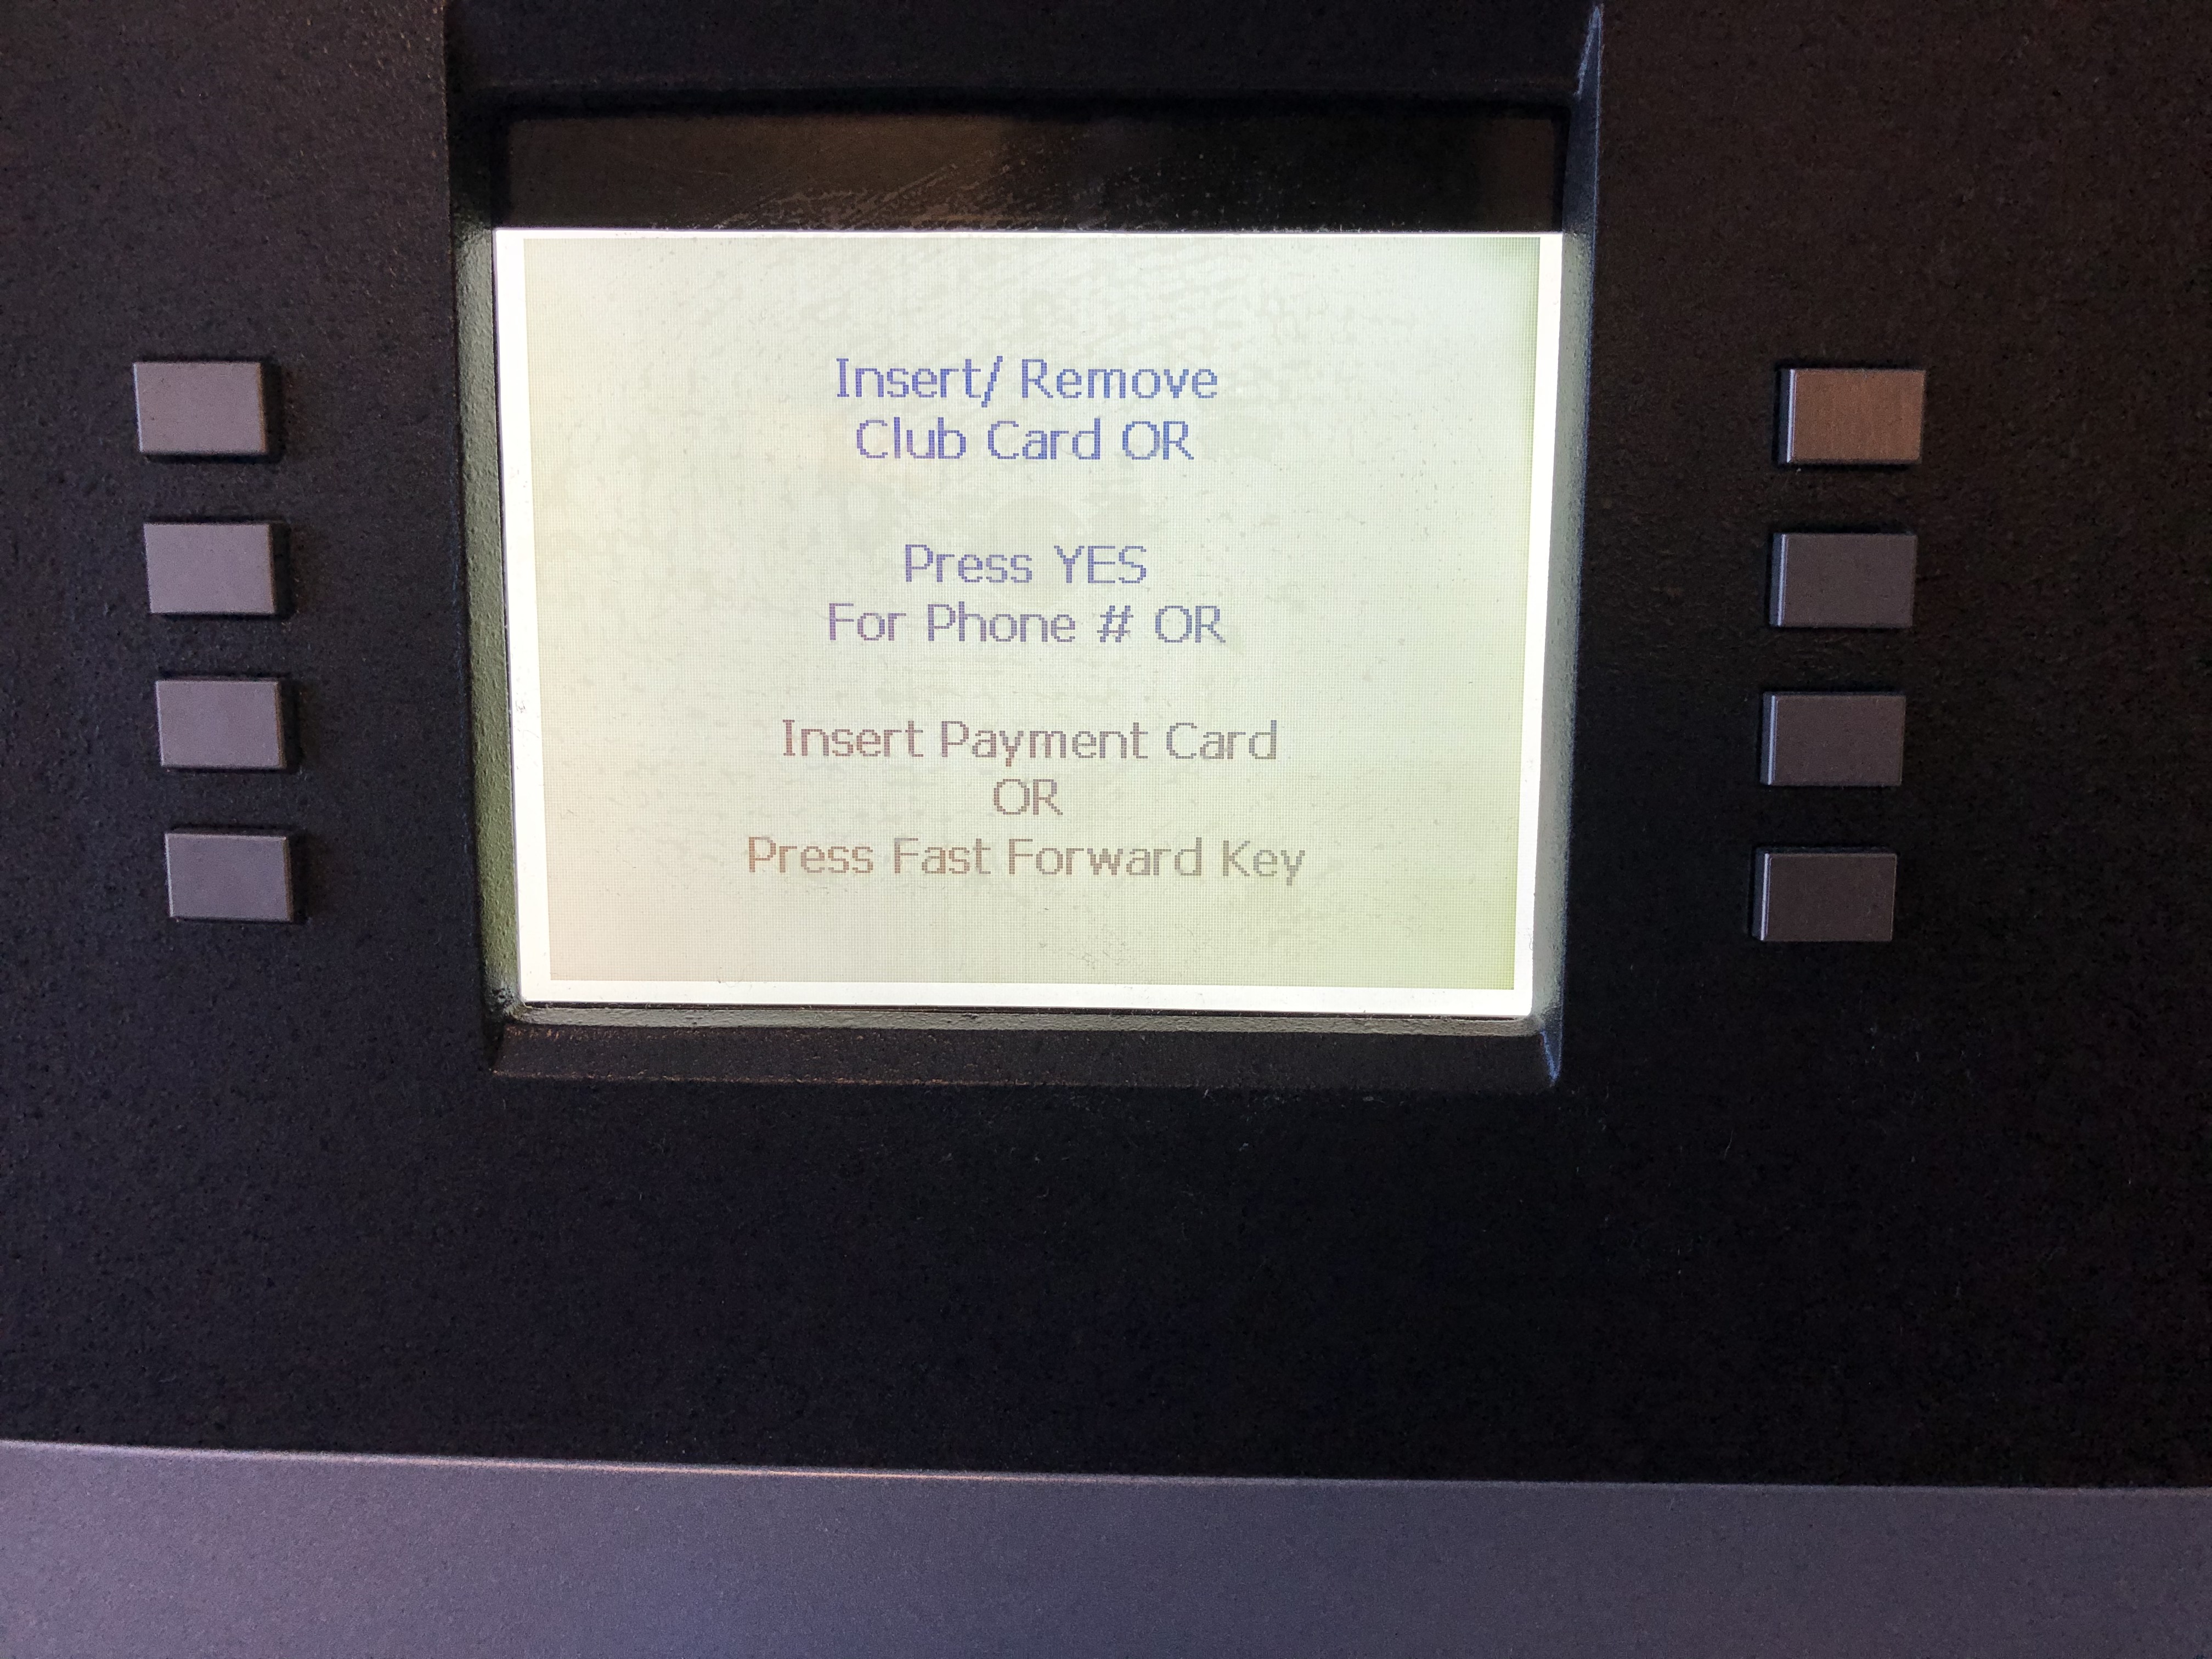 Insert/ Remove
Club Card OR
Press YES
For Phone # OR
Insert Payment Card
OR
Press Fast Forward Key